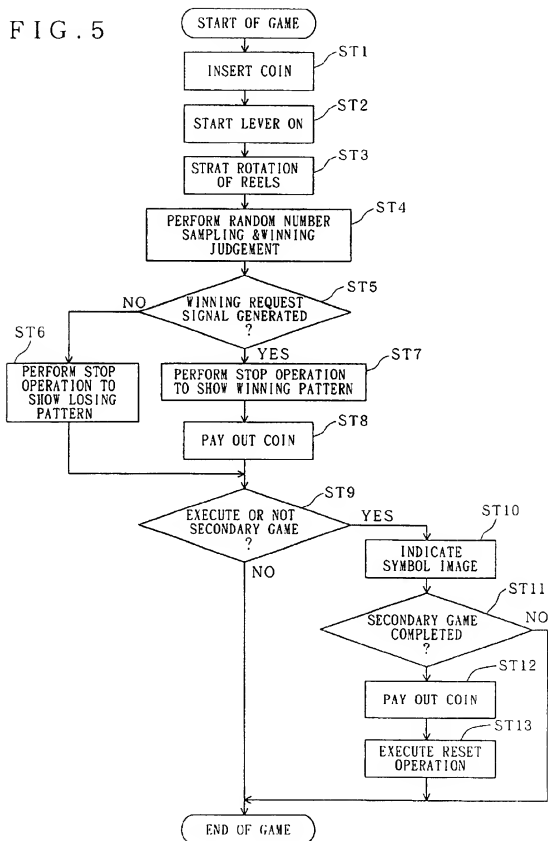 FIG.5
START OF GAME
ST1
INSERT COIN
ST2
START LEVER ON
ST3
STRAT ROTATION
OF REELS
ST4
PERFORM RANDOM NUMBER
SAMPLING &WINNING
JUDGEMENT
ST5
WINNING REQUEST
SIGNAL GENERATED
?
NO
YES
ST6
PERFORM STOP
OPERATION TO
SHOW LOSING
PATTERN
ST7
PERFORM STOP OPERATION
TO SHOW WINNING PATTERN
ST8
PAY OUT COIN
ST9
EXECUTE OR NOT
SECONDARY GAME
?
YES
NO
ST10
INDICATE
SYMBOL IMAGE
ST11
SECONDARY GAME
COMPLETED
?
NO
ST12
PAY OUT COIN
ST13
EXECUTE RESET
OPERATION
END OF GAME